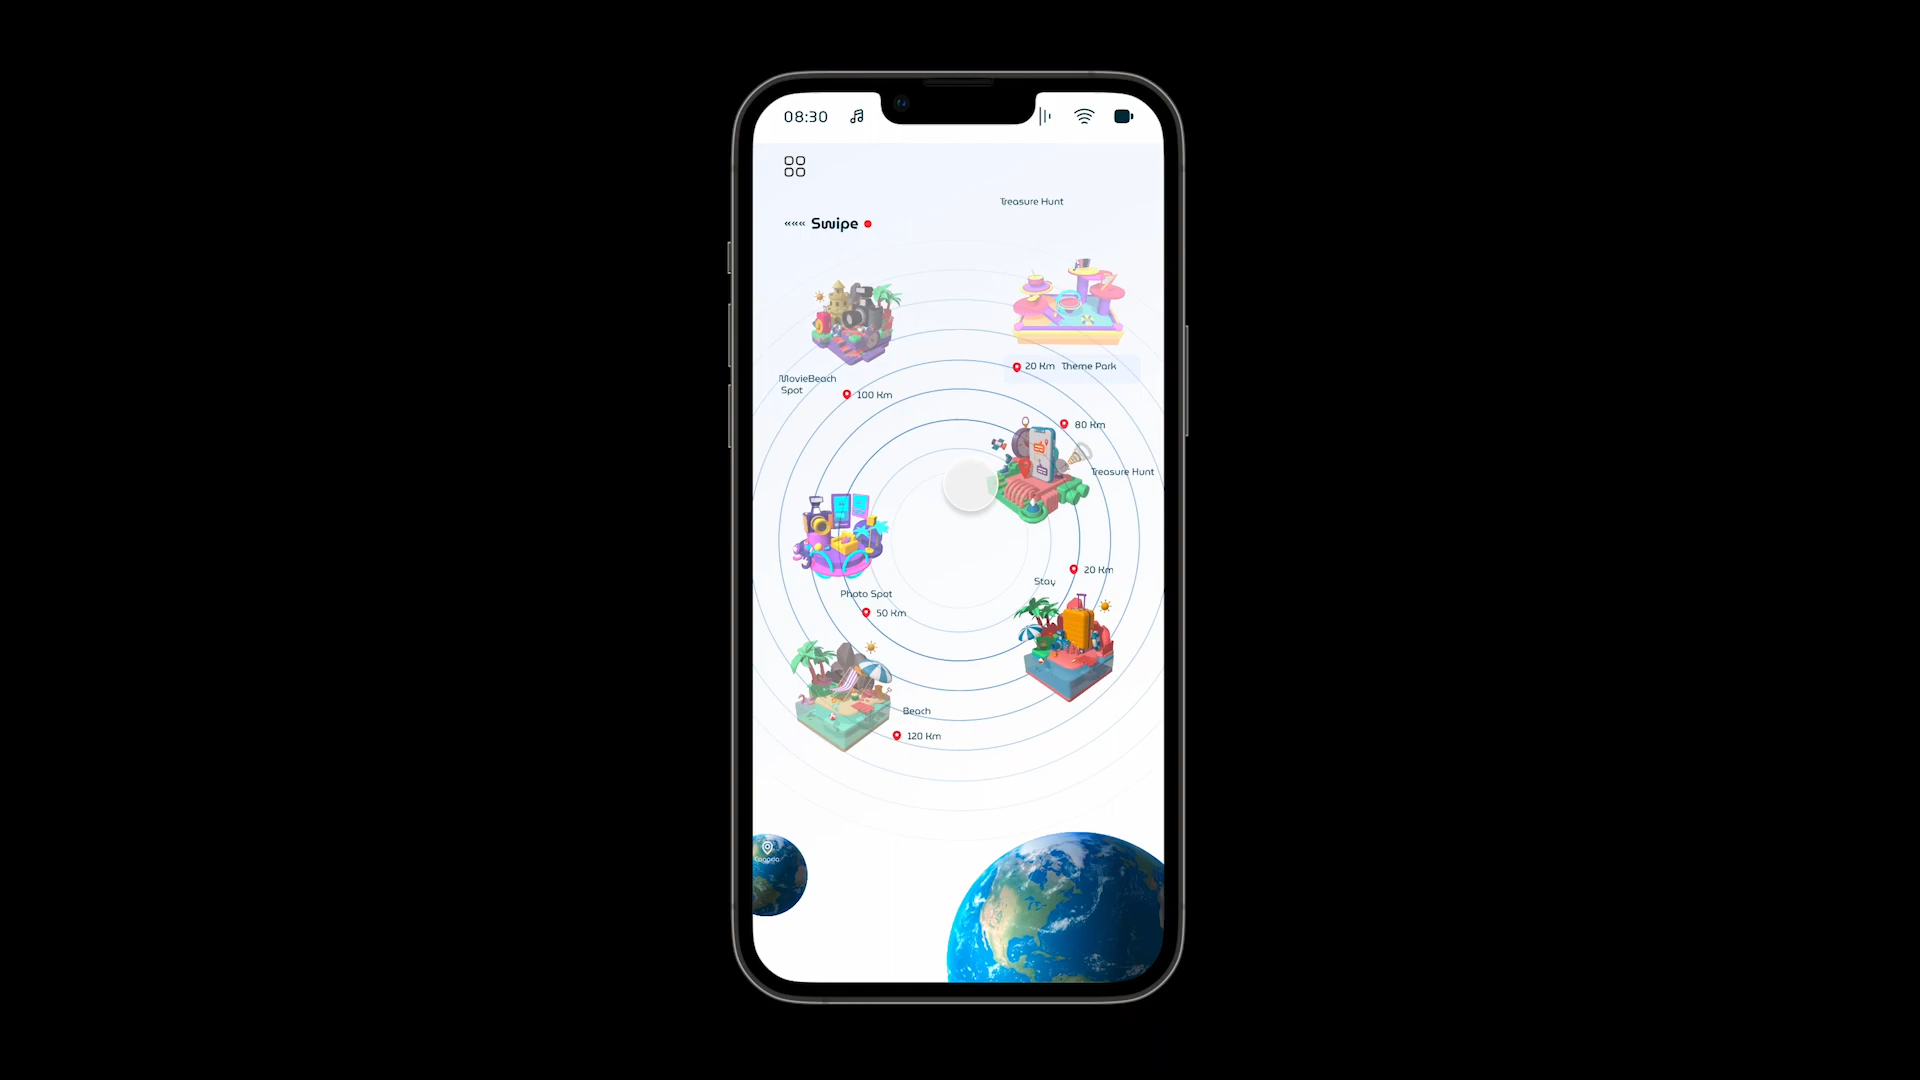 08:30
Treasure Hunt
««« Swipe
20 Km Theme Park
MovieBeach
Spot
100 Km
80 Km
Treasure Hunt
20 Km
Stay
Photo Spot
50 Km
Beach
120 Km
Canada